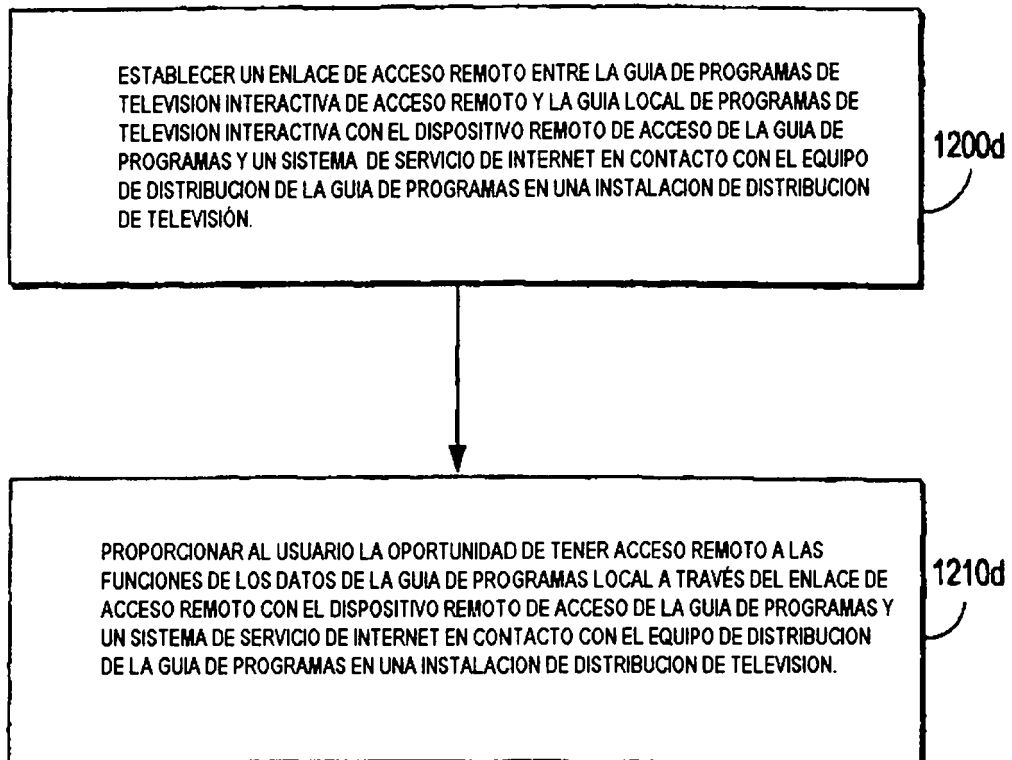 ESTABLECER UN ENLACE DE ACCESO REMOTO ENTRE LA GUIA DE PROGRAMAS DE
TELEVISION INTERACTIVA DE ACCESO REMOTO Y LA GUIA LOCAL DE PROGRAMAS DE
TELEVISION INTERACTIVA CON EL DISPOSITIVO REMOTO DE ACCESO DE LA GUIA DE
PROGRAMAS Y UN SISTEMA DE SERVICIO DE INTERNET EN CONTACTO CON EL EQUIPO
DE DISTRIBUCION DE LA GUIA DE PROGRAMAS EN UNA INSTALACION DE DISTRIBUCION
DE TELEVISIÓN.
1200d
PROPORCIONAR AL USUARIO LA OPORTUNIDAD DE TENER ACCESO REMOTO A LAS
FUNCIONES DE LOS DATOS DE LA GUIA DE PROGRAMAS LOCAL A TRAVÉS DEL ENLACE DE
ACCESO REMOTO CON EL DISPOSITIVO REMOTO DE ACCESO DE LA GUIA DE PROGRAMAS Y
UN SISTEMA DE SERVICIO DE INTERNET EN CONTACTO CON EL EQUIPO DE DISTRIBUCION
DE LA GUIA DE PROGRAMAS EN UNA INSTALACION DE DISTRIBUCION DE TELEVISION.
1210d